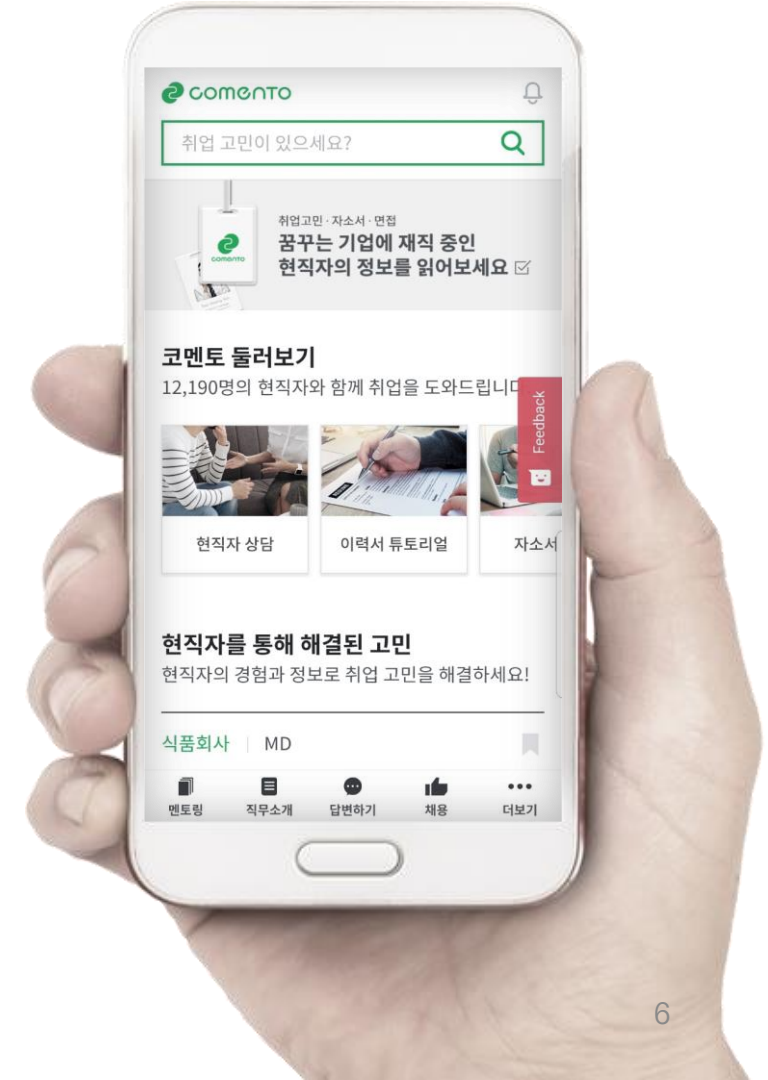 comento
취업 고민이 있으세요?
comento
취업고민·자소서·면접
꿈꾸는 기업에 재직 중인
현직자의 정보를 읽어보세요
코멘토 둘러보기
12,190명의 현직자와 함께 취업을 도와드립니다
Feedback
현직자 상담
이력서 튜토리얼
자소서
현직자를 통해 해결된 고민
현직자의 경험과 정보로 취업 고민을 해결하세요!
식품회사 | MD
멘토링
직무소개
답변하기
채용
더보기
6